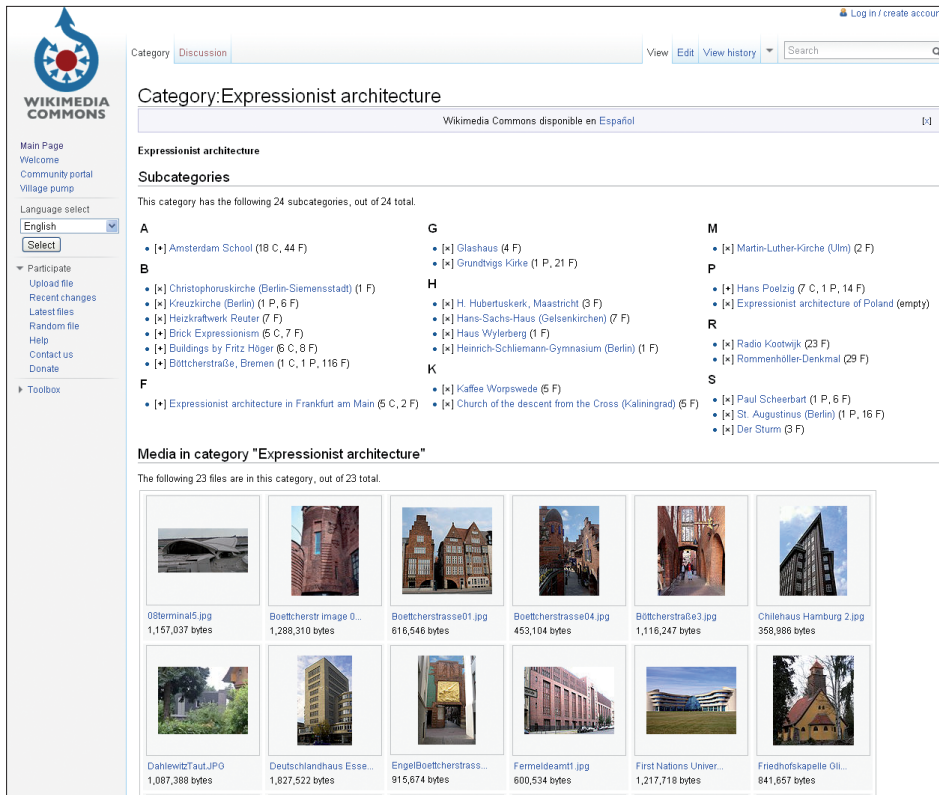 Log in / create accoun
WIKIMEDIA
COMMONS
Category Discussion
View Edit View history Search
Category:Expressionist architecture
Wikimedia Commons disponible en Español [x]
Expressionist architecture
Main Page
Welcome
Community portal
Village pump
Language select
English
Select
Participate
Upload file
Recent changes
Latest files
Random file
Help
Contact us
Donate
Toolbox
Subcategories
This category has the following 24 subcategories, out of 24 total.
A
[+] Amsterdam School (18 C, 44 F)
B
[×] Christophoruskirche (Berlin-Siemensstadt) (1 F)
[×] Kreuzkirche (Berlin) (1 P, 6 F)
[×] Heizkraftwerk Reuter (7 F)
[+] Brick Expressionism (5 C, 7 F)
[+] Buildings by Fritz Höger (6 C, 8 F)
[+] Böttcherstraße, Bremen (1 C, 1 P, 116 F)
F
[+] Expressionist architecture in Frankfurt am Main (5 C, 2 F)
G
[×] Glashaus (4 F)
[×] Grundtvigs Kirke (1 P, 21 F)
H
[×] H. Hubertuskerk, Maastricht (3 F)
[×] Hans-Sachs-Haus (Gelsenkirchen) (7 F)
[×] Haus Wylerberg (1 F)
[×] Heinrich-Schliemann-Gymnasium (Berlin) (1 F)
K
[×] Kaffee Worpswede (5 F)
[×] Church of the descent from the Cross (Kaliningrad) (5 F)
M
[×] Martin-Luther-Kirche (Ulm) (2 F)
P
[+] Hans Poelzig (7 C, 1 P, 14 F)
[×] Expressionist architecture of Poland (empty)
R
[×] Radio Kootwijk (23 F)
[×] Rommenhöller-Denkmal (29 F)
S
[×] Paul Scheerbart (1 P, 6 F)
[×] St. Augustinus (Berlin) (1 P, 16 F)
[×] Der Sturm (3 F)
Media in category "Expressionist architecture"
The following 23 files are in this category, out of 23 total.
08terminal5.jpg
1,157,037 bytes
Boettcherstr image 0...
1,288,310 bytes
Boettcherstrasse01.jpg
616,546 bytes
Boettcherstrasse04.jpg
453,104 bytes
Böttcherstraße3.jpg
1,116,247 bytes
Chilehaus Hamburg 2.jpg
358,986 bytes
DahlewitzTaut.JPG
1,087,388 bytes
Deutschlandhaus Esse...
1,827,522 bytes
EngelBoettcherstrass...
915,674 bytes
Fermeldeamt1.jpg
600,534 bytes
First Nations Univer...
1,217,718 bytes
Friedhofskapelle Gli...
841,657 bytes